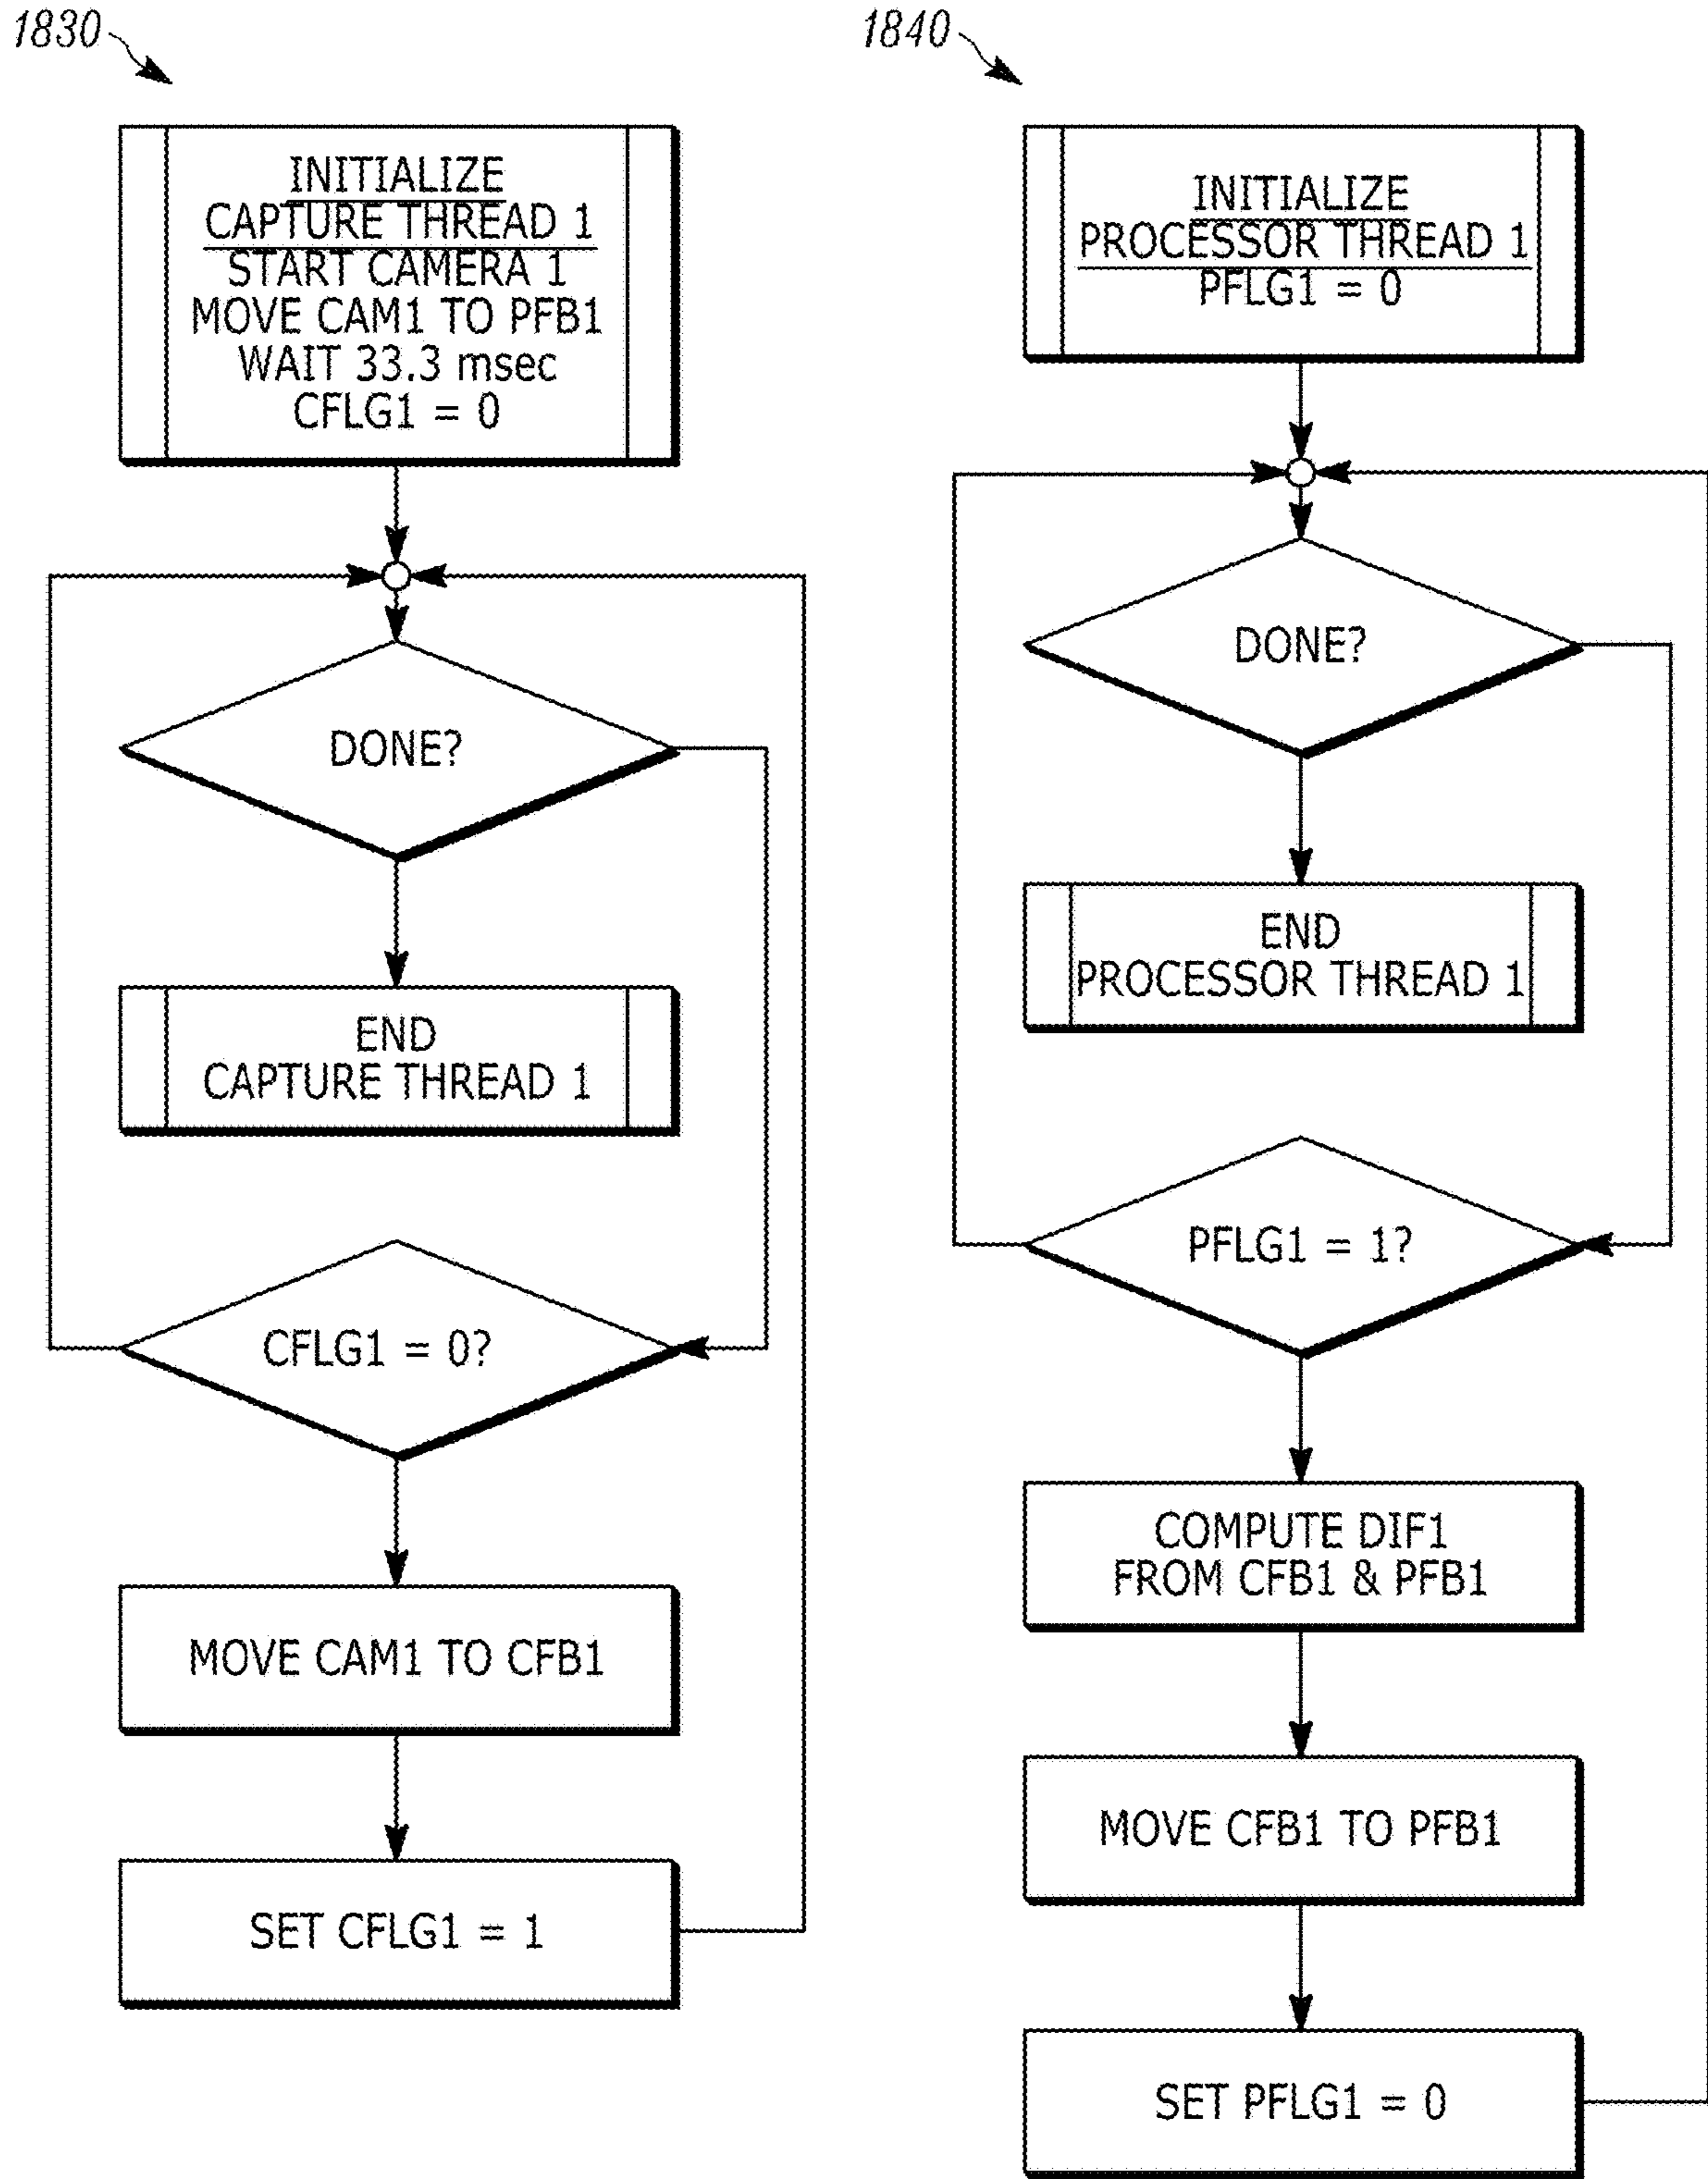 1830
INITIALIZE
CAPTURE THREAD 1
START CAMERA 1
MOVE CAM1 TO PFB1
WAIT 33.3 msec
CFLG1 = 0
DONE?
END
CAPTURE THREAD 1
CFLG1 = 0?
MOVE CAM1 TO CFB1
SET CFLG1 = 1
1840
INITIALIZE
PROCESSOR THREAD 1
PFLG1 = 0
DONE?
END
PROCESSOR THREAD 1
PFLG1 = 1?
COMPUTE DIF1
FROM CFB1 & PFB1
MOVE CFB1 TO PFB1
SET PFLG1 = 0